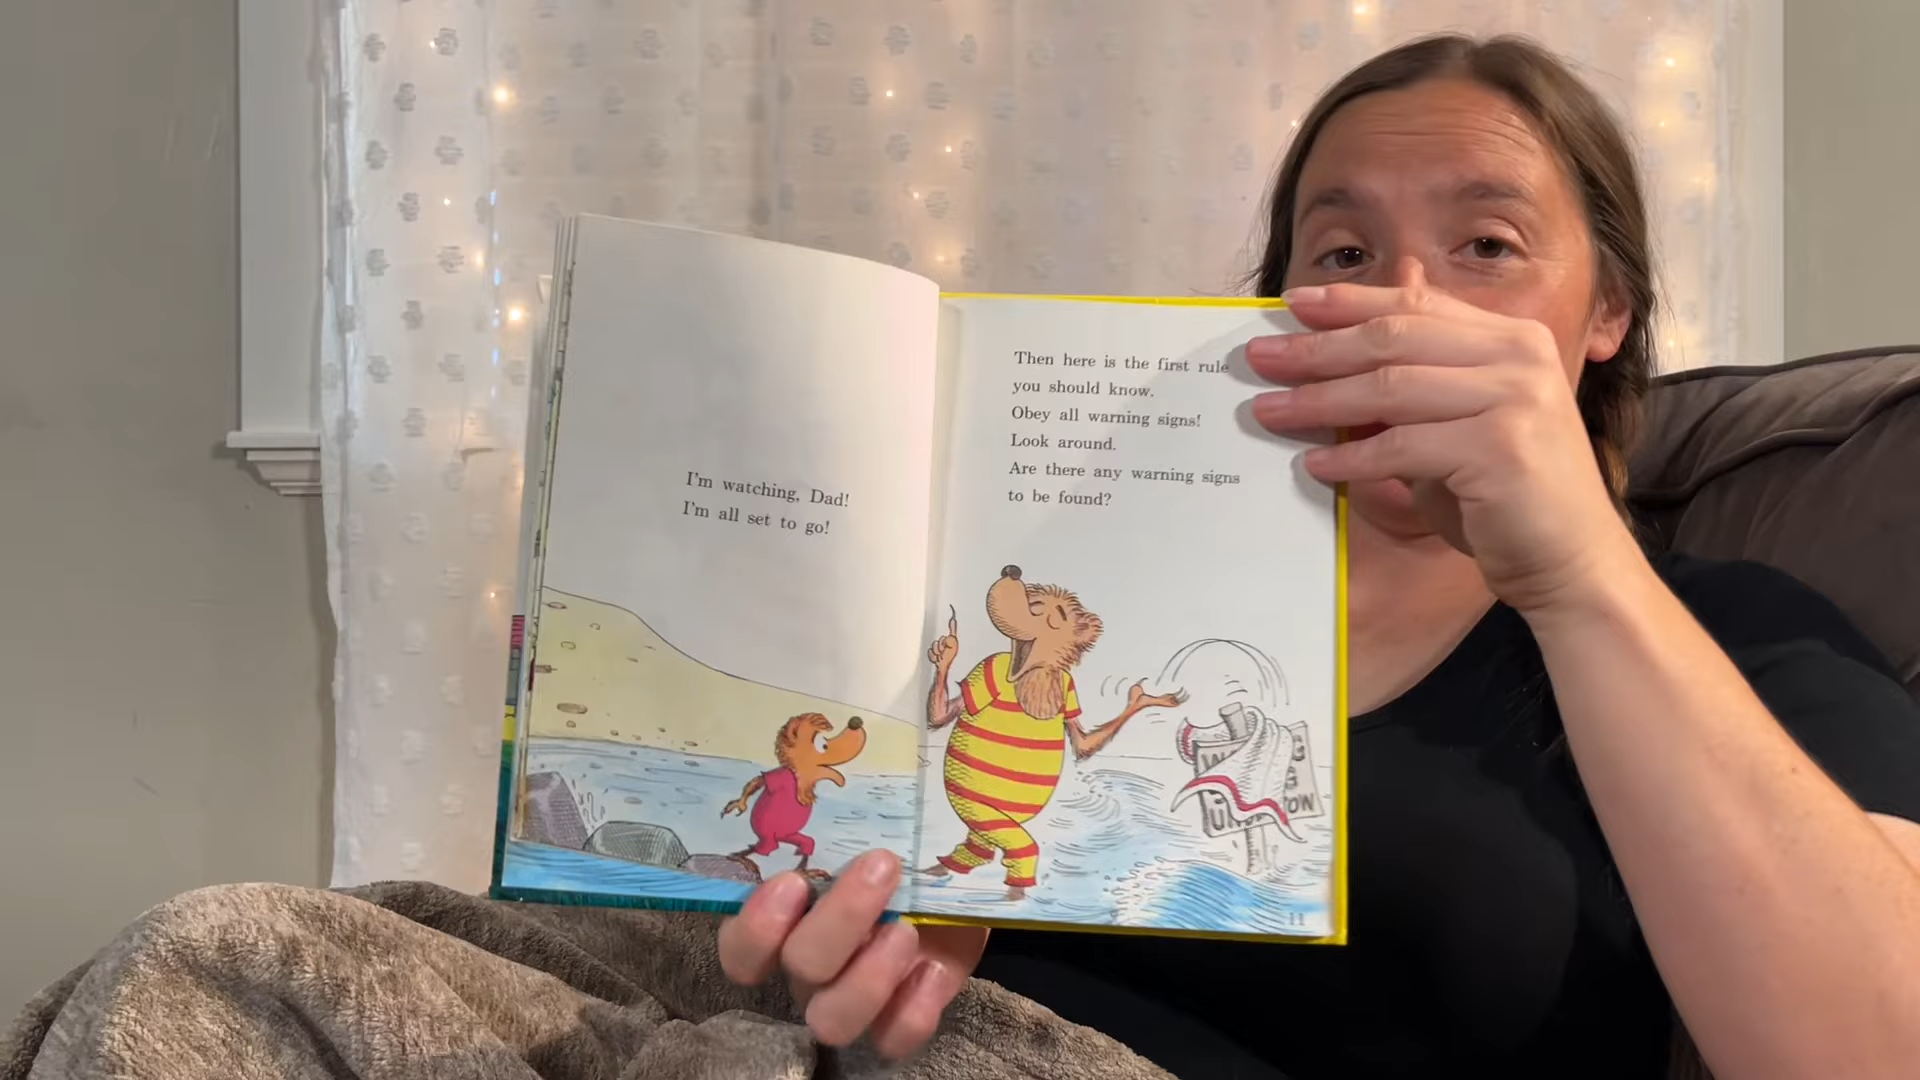 I'm watching, Dad!
I'm all set to go!
Then here is the first rule
you should know.
Obey all warning signs!
Look around.
Are there any warning signs
to be found?
11